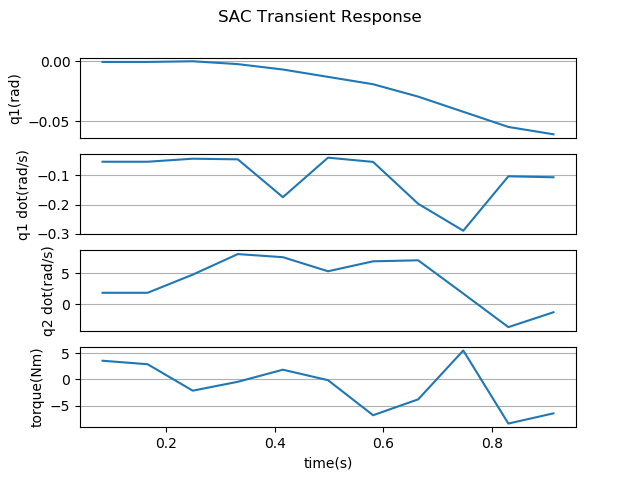 SAC Transient Response
q1(rad)
0.00
−0.05
q1 dot(rad/s)
−0.1
−0.2
−0.3
q2 dot(rad/s)
5
0
torque(Nm)
5
0
−5
0.2 0.4 0.6 0.8
time(s)